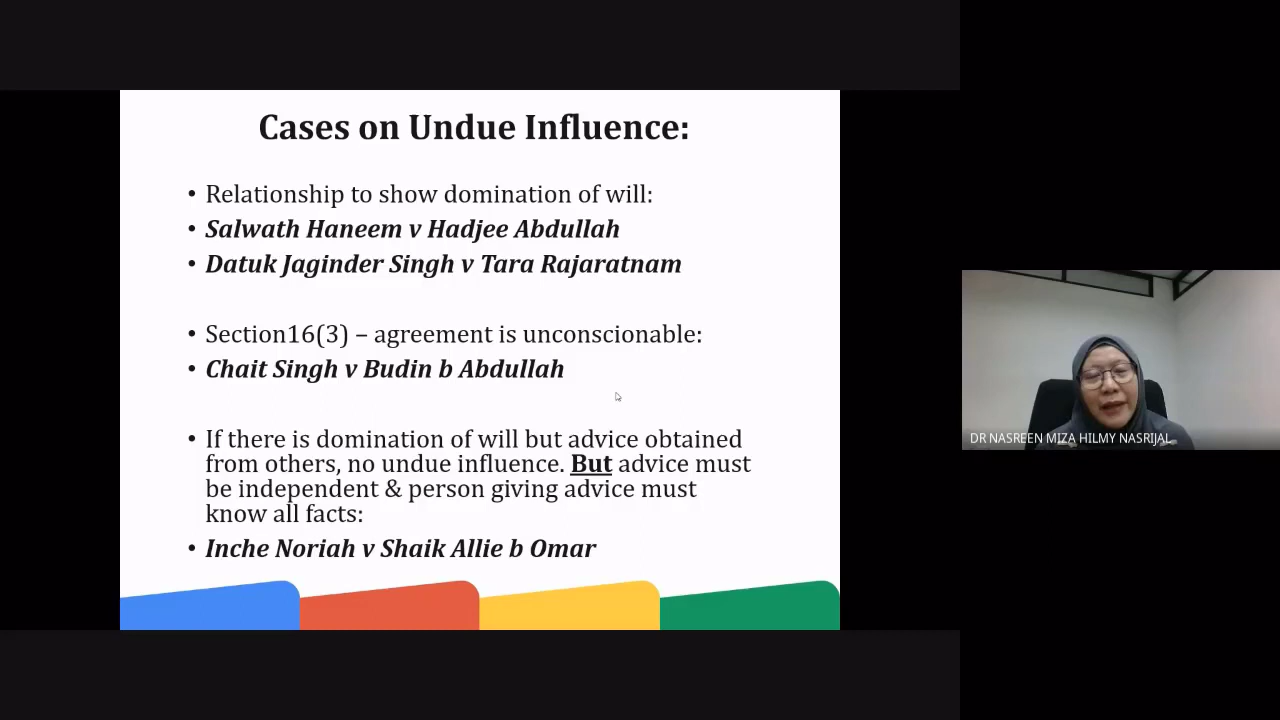 Cases on Undue Influence:
• Relationship to show domination of will:
• Salwath Haneem v Hadjee Abdullah
• Datuk Jaginder Singh v Tara Rajaratnam
• Section16(3) – agreement is unconscionable:
• Chait Singh v Budin b Abdullah
• If there is domination of will but advice obtained
from others, no undue influence. But advice must
be independent & person giving advice must
know all facts:
• Inche Noriah v Shaik Allie b Omar
DR NASREEN MIZA HILMY NASRIJAL